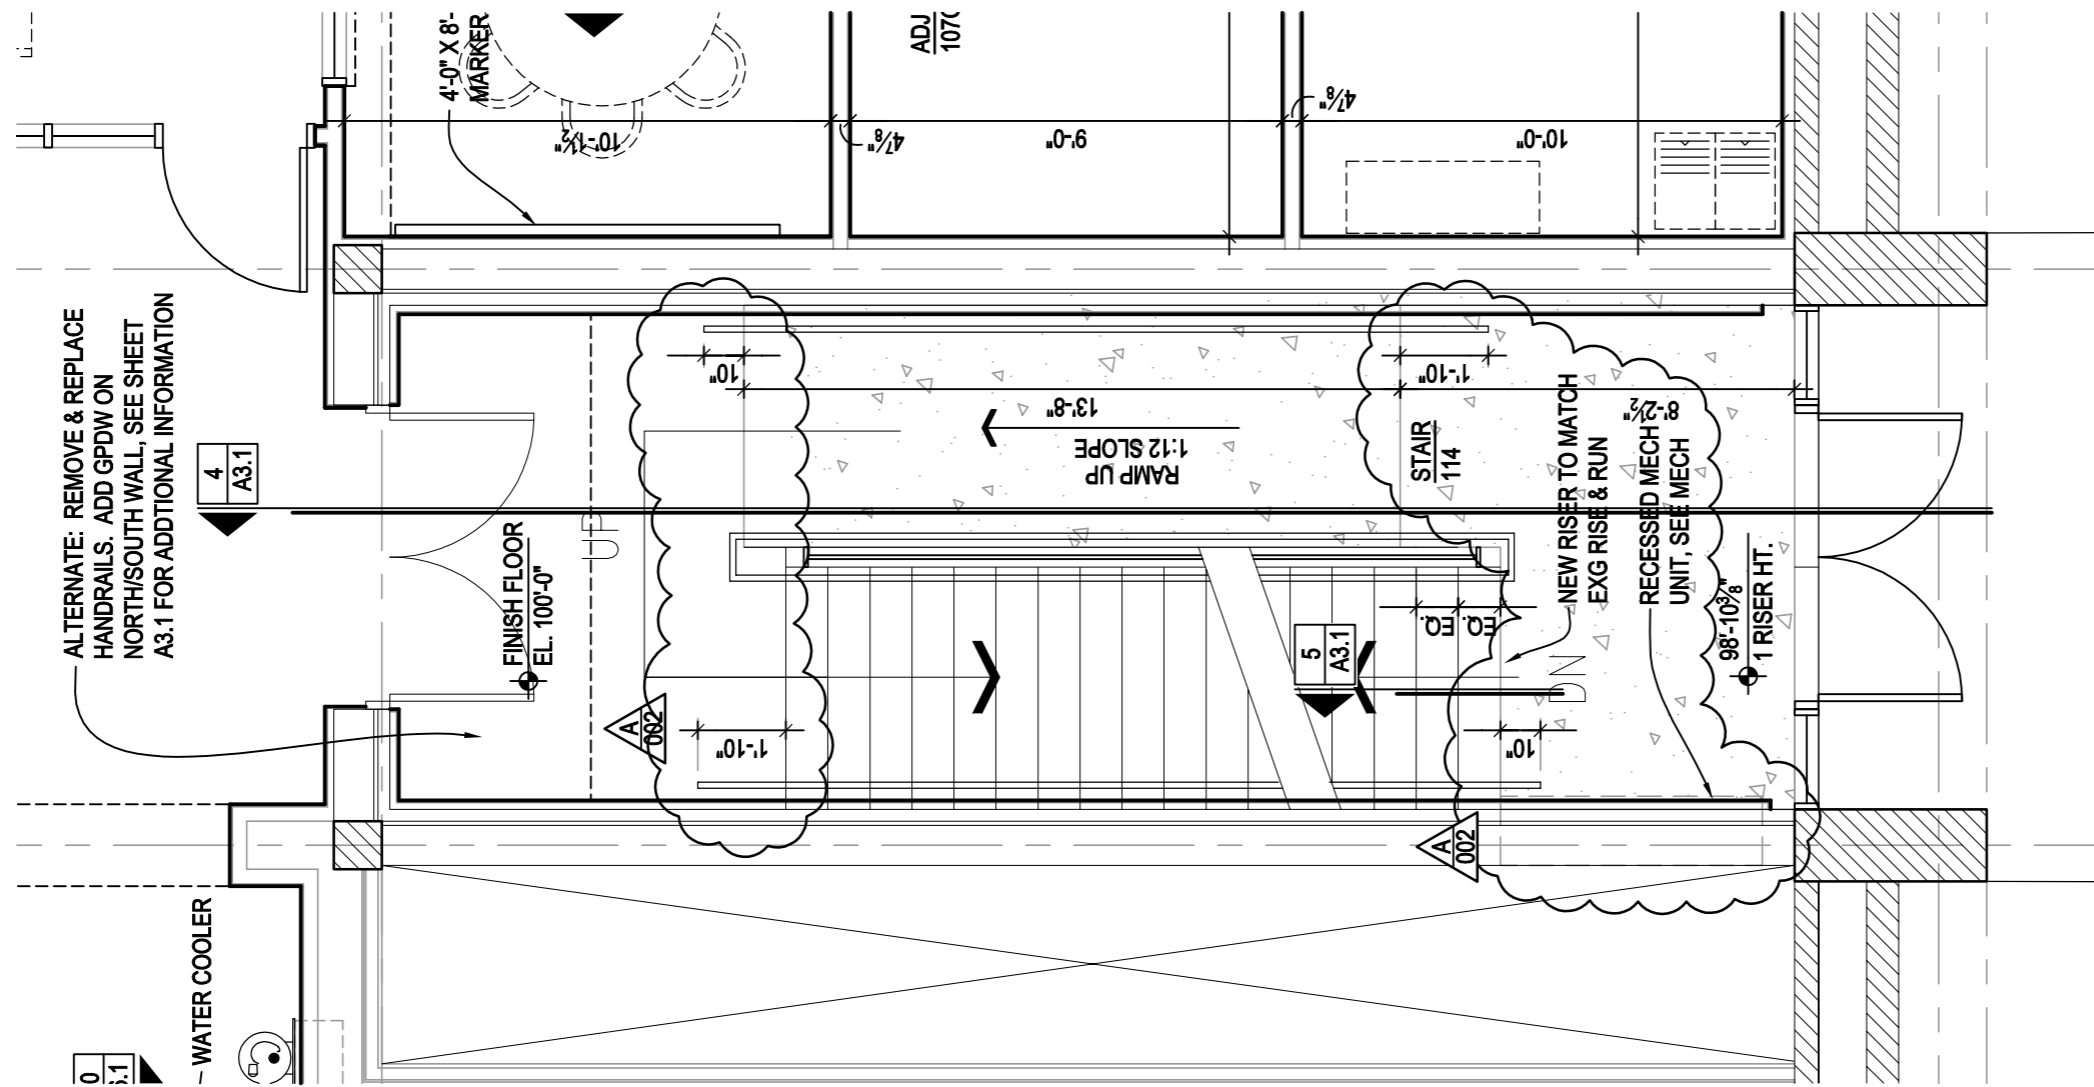 4'-0" X 8'-
MARKER
ADJ
107C
10'-1½"
4⅞"
9'-0"
4⅞"
10'-0"
ALTERNATE: REMOVE & REPLACE
HANDRAILS. ADD GPDW ON
NORTH/SOUTH WALL, SEE SHEET
A3.1 FOR ADDTIONAL INFORMATION
4
A3.1
FINISH FLOOR
EL. 100'-0"
UP
10"
13'-8"
RAMP UP
1:12 SLOPE
1'-10"
8'-2½"
STAIR
114
NEW RISER TO MATCH
EXG RISE & RUN
RECESSED MECH
UNIT, SEE MECH
98'-10⅜"
1 RISER HT.
EQ.
EQ.
5
A3.1
DN
A
002
1'-10"
10"
A
002
WATER COOLER